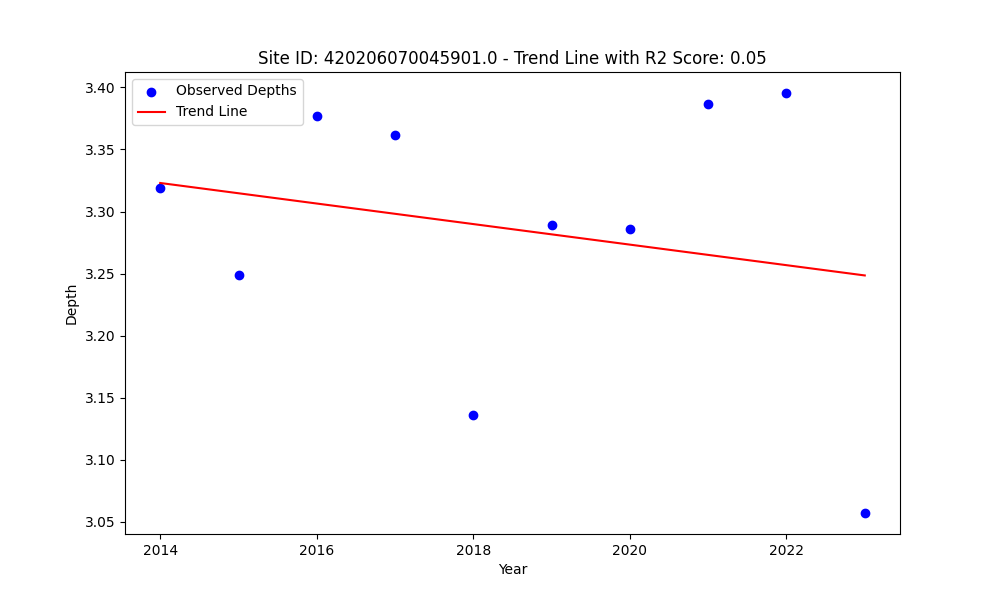 Site ID: 420206070045901.0 - Trend Line with R2 Score: 0.05
Observed Depths
Trend Line
3.40
3.35
3.30
3.25
3.20
3.15
3.10
3.05
Depth
2014
2016
2018
2020
2022
Year